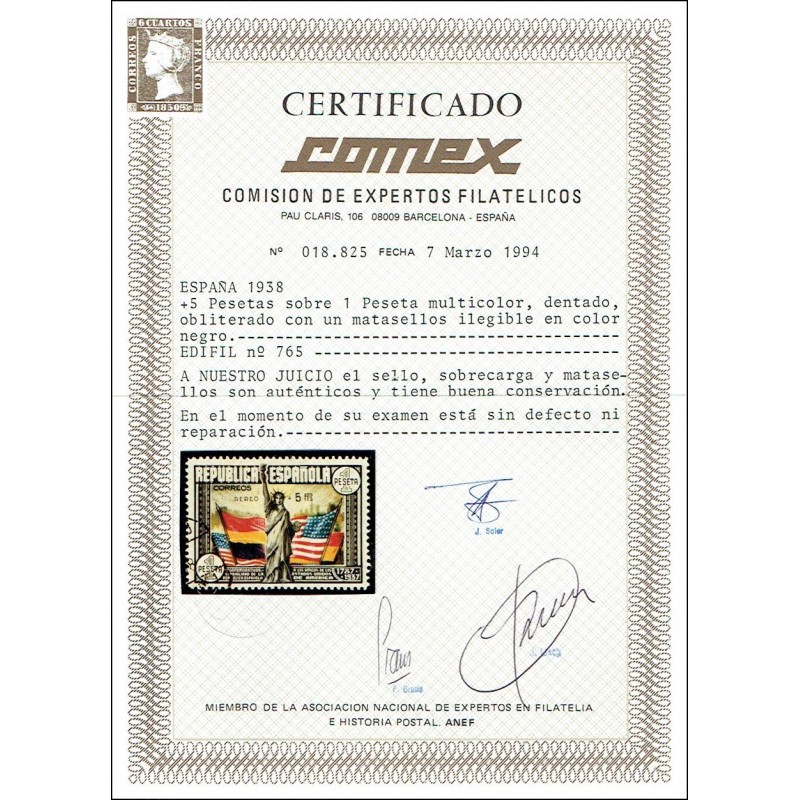 6 CUARTOS
CORREOS
FRANCO
1850
CERTIFICADO
comex
COMISION DE EXPERTOS FILATELICOS
PAU CLARIS, 106 08009 BARCELONA - ESPAÑA
Nº 018.825 FECHA 7 Marzo 1994
ESPAÑA 1938
+5 Pesetas sobre 1 Peseta multicolor, dentado,
obliterado con un matasellos ilegible en color
negro.
EDIFIL nº 765
A NUESTRO JUICIO el sello, sobrecarga y matase-
llos son auténticos y tiene buena conservación.
En el momento de su examen está sin defecto ni
reparación.
REPUBLICA ESPAÑOLA
CORREOS
1 PESETA
AEREO + 5 PTS
1 PESETA
1787
1937
DE AMERICA
J. Soler
MIEMBRO DE LA ASOCIACION NACIONAL DE EXPERTOS EN FILATELIA
E HISTORIA POSTAL. ANEF